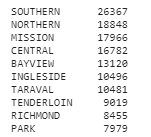 SOUTHERN 26367
NORTHERN 18848
MISSION 17966
CENTRAL 16782
BAYVIEW 13120
INGLESIDE 10496
TARAVAL 10481
TENDERLOIN 9019
RICHMOND 8455
PARK 7979